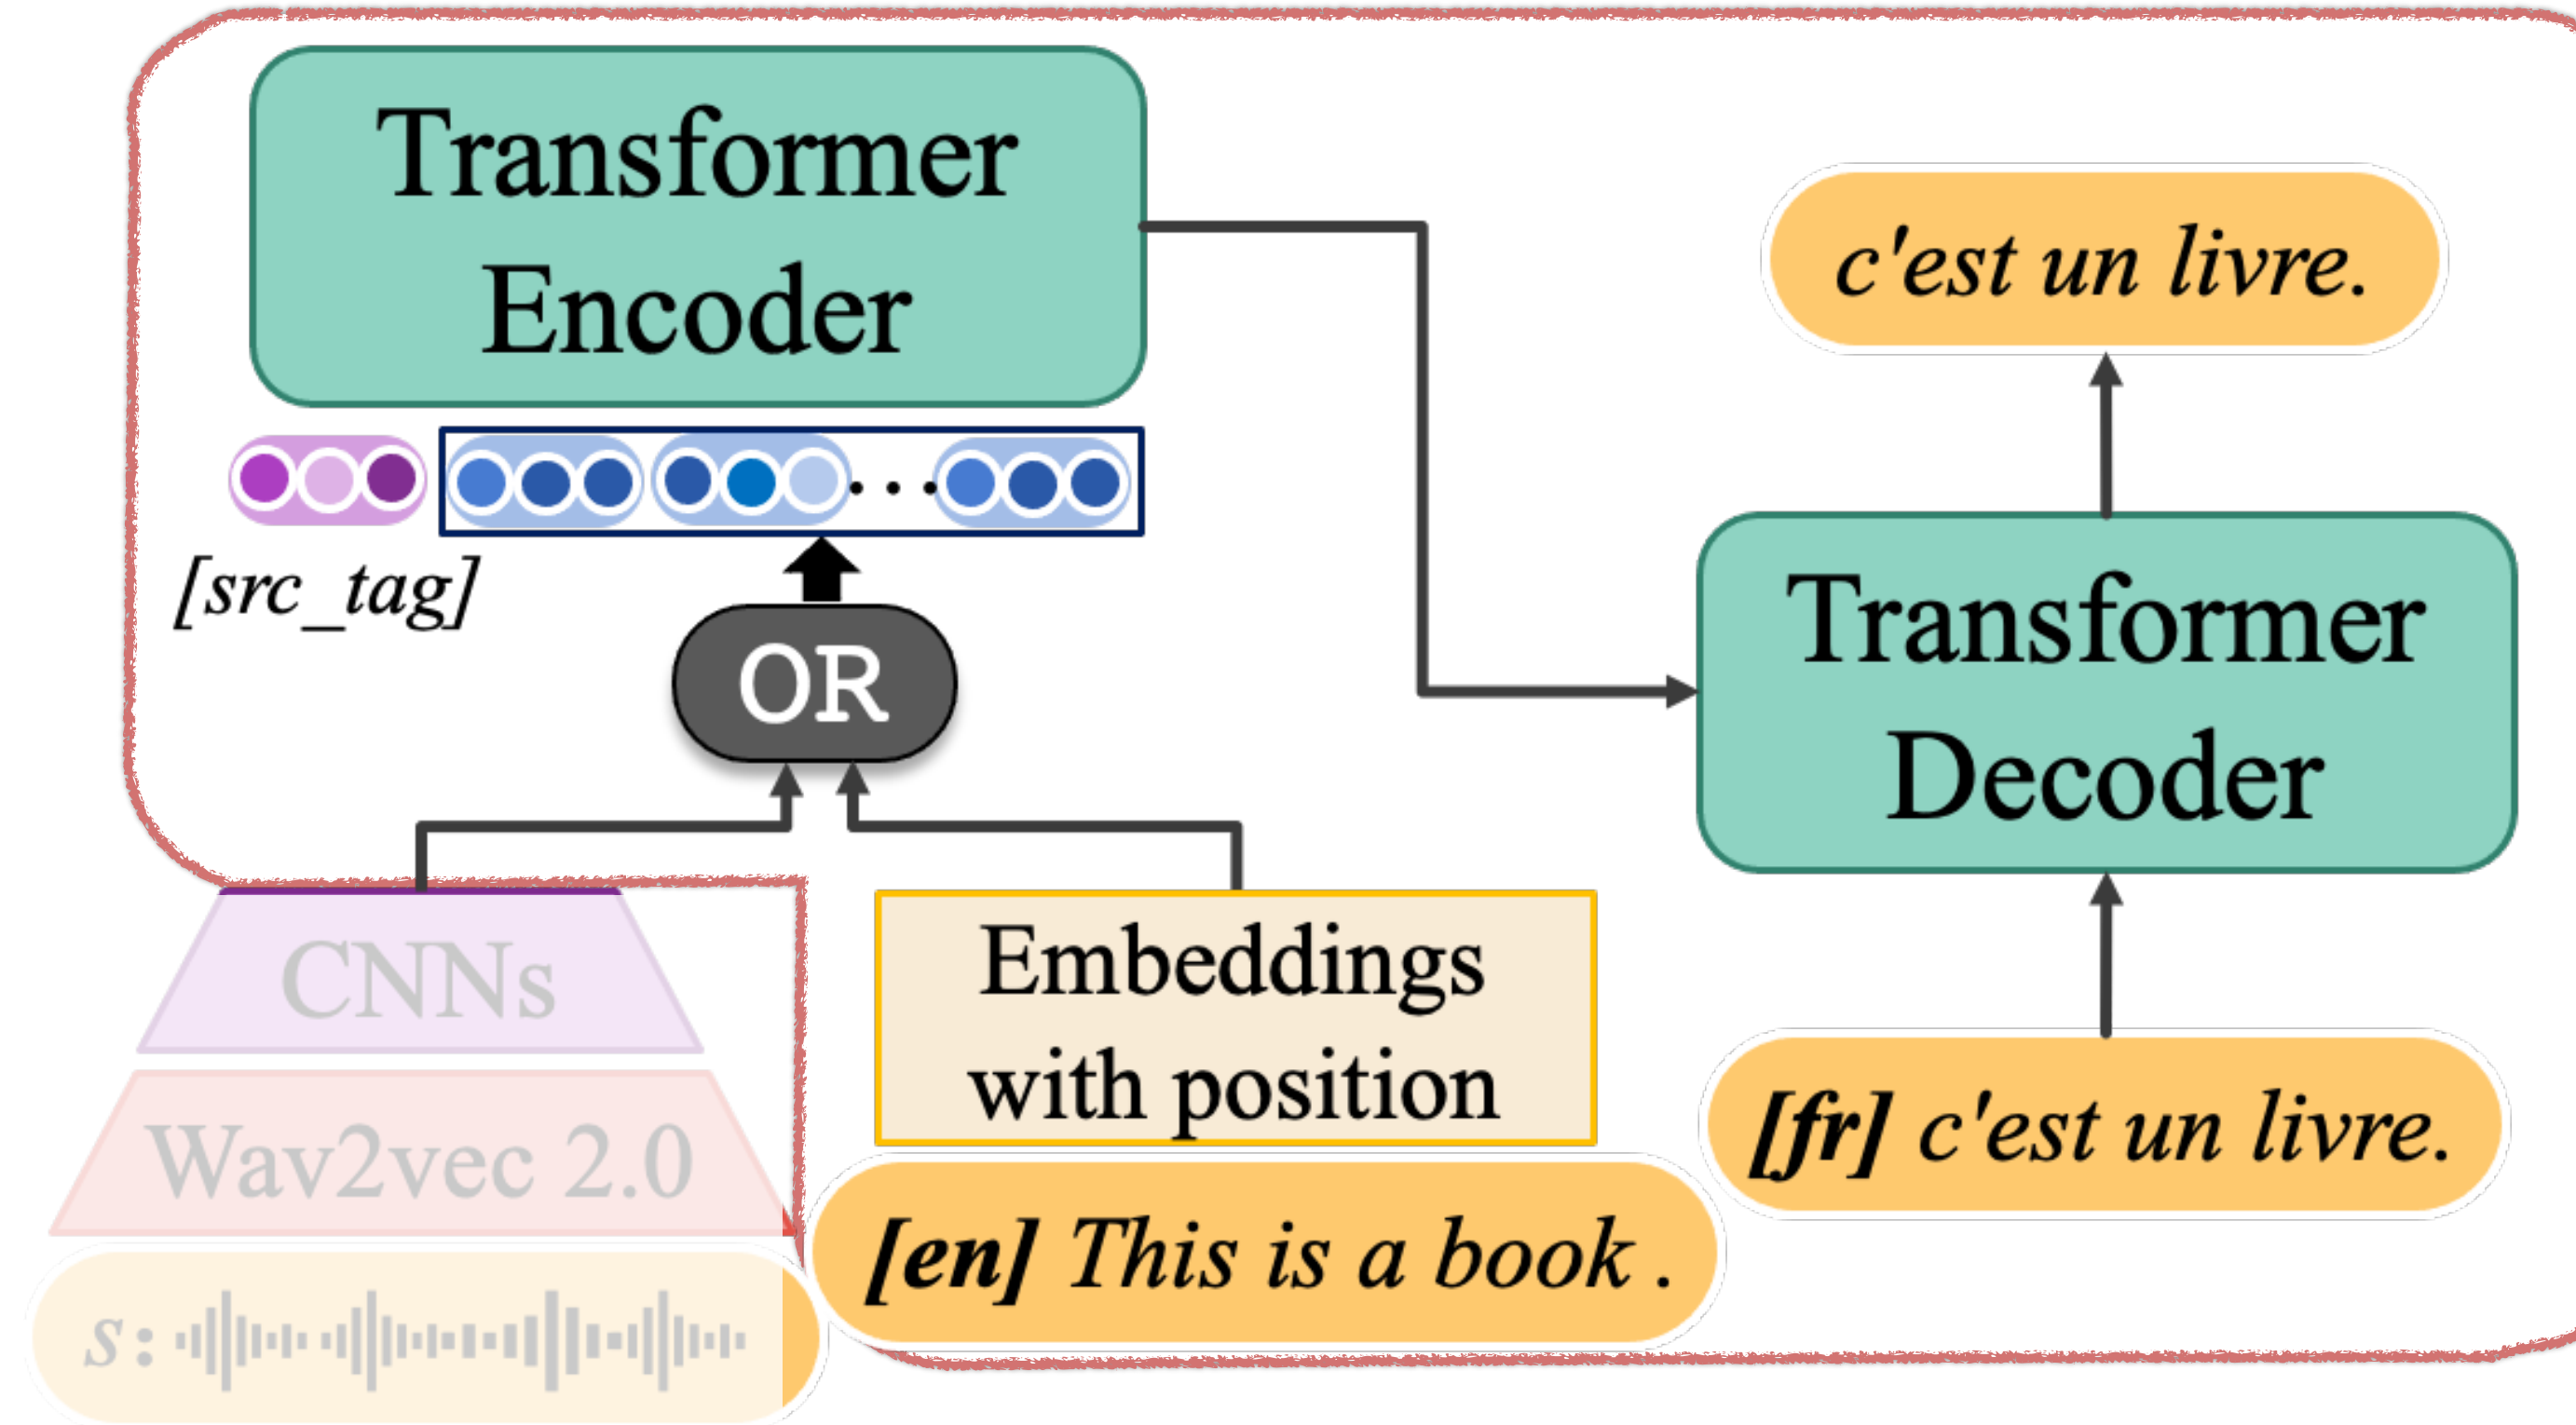 Transformer
Encoder
[src_tag]
OR
CNNs
Wav2vec 2.0
s:
Embeddings
with position
[en] This is a book .
c'est un livre.
Transformer
Decoder
[fr] c'est un livre.